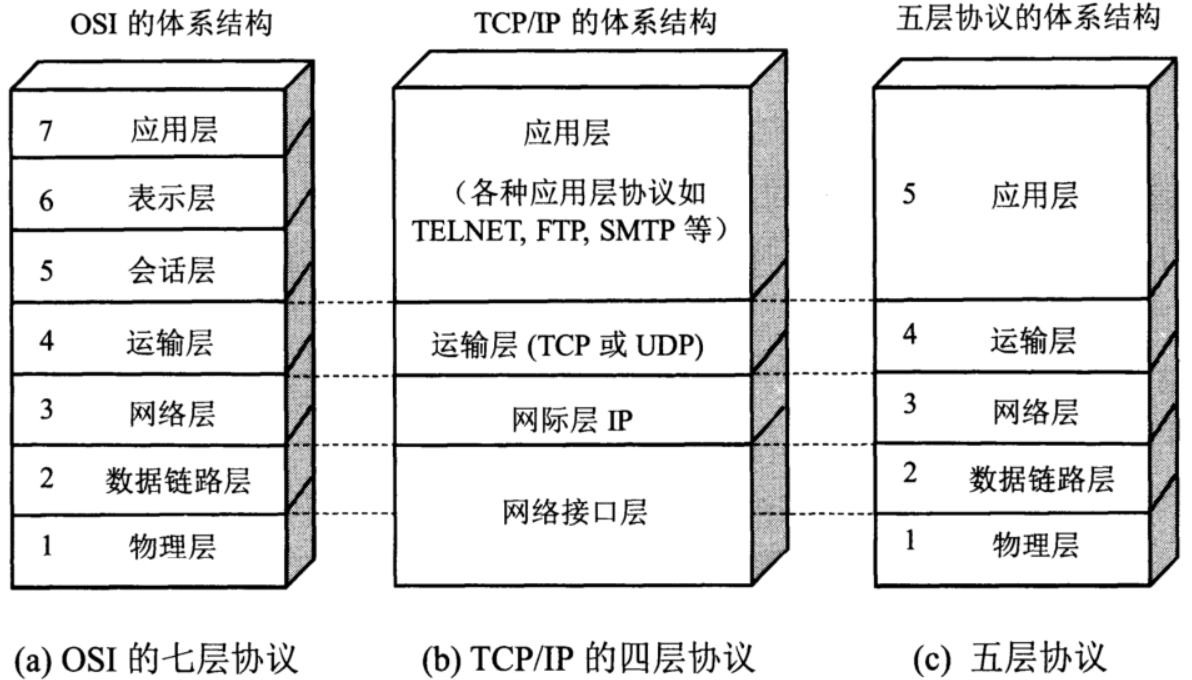 OSI 的体系结构
7 应用层
6 表示层
5 会话层
4 运输层
3 网络层
2 数据链路层
1 物理层
(a) OSI 的七层协议
TCP/IP 的体系结构
应用层
（各种应用层协议如
TELNET, FTP, SMTP 等）
运输层 (TCP 或 UDP)
网际层 IP
网络接口层
(b) TCP/IP 的四层协议
五层协议的体系结构
5 应用层
4 运输层
3 网络层
2 数据链路层
1 物理层
(c) 五层协议